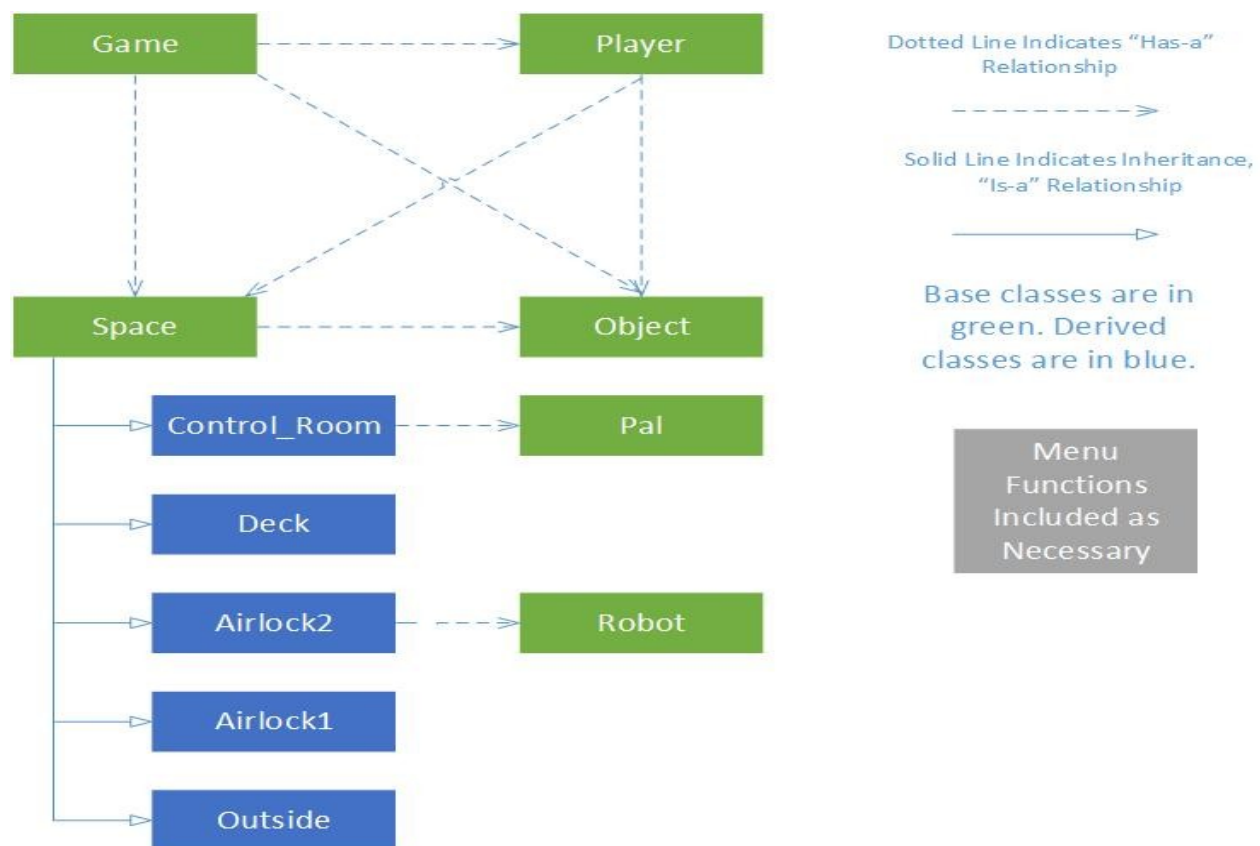 Game
Player
Dotted Line Indicates “Has-a”
Relationship
Solid Line Indicates Inheritance,
“Is-a” Relationship
Space
Object
Base classes are in
green. Derived
classes are in blue.
Control_Room
Pal
Menu
Functions
Included as
Necessary
Deck
Airlock2
Robot
Airlock1
Outside